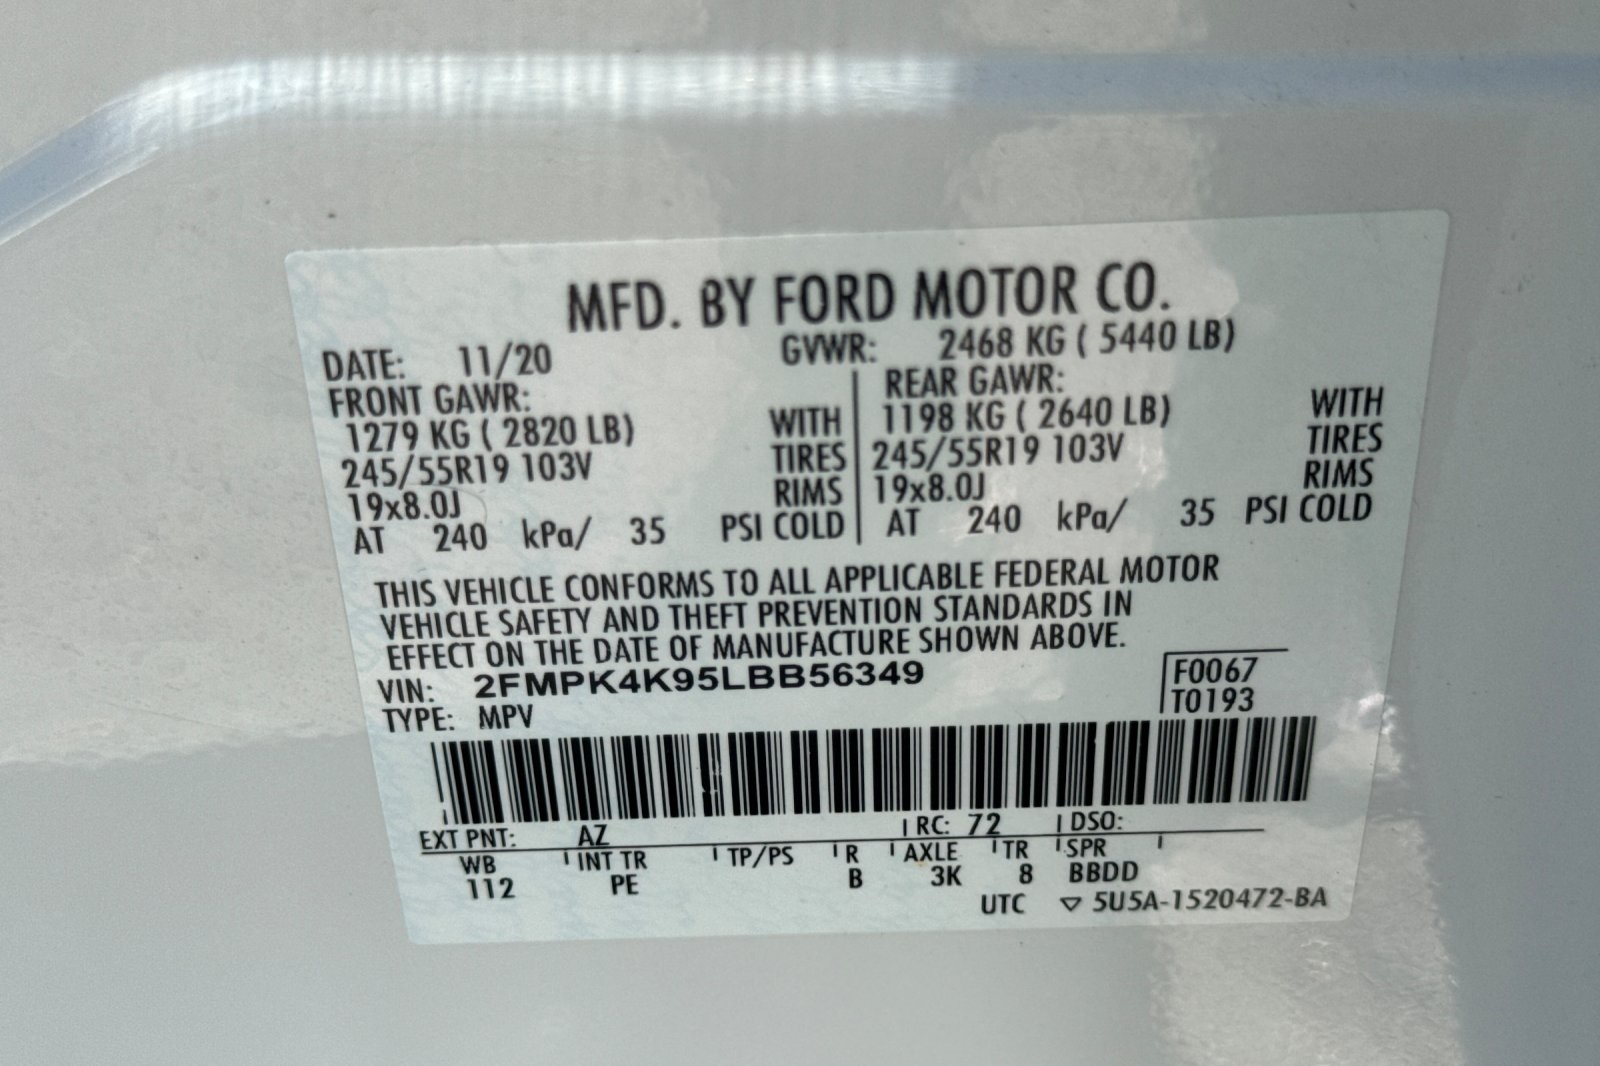 MFD. BY FORD MOTOR CO.
DATE: 11/20 GVWR: 2468 KG ( 5440 LB)
FRONT GAWR: REAR GAWR:
1279 KG ( 2820 LB) WITH 1198 KG ( 2640 LB) WITH
245/55R19 103V TIRES 245/55R19 103V TIRES
19x8.0J RIMS 19x8.0J RIMS
AT 240 kPa/ 35 PSI COLD AT 240 kPa/ 35 PSI COLD
THIS VEHICLE CONFORMS TO ALL APPLICABLE FEDERAL MOTOR
VEHICLE SAFETY AND THEFT PREVENTION STANDARDS IN
EFFECT ON THE DATE OF MANUFACTURE SHOWN ABOVE.
VIN: 2FMPK4K95LBB56349 F0067
TYPE: MPV T0193
EXT PNT: AZ RC: 72 DSO:
WB INT TR TP/PS R AXLE TR SPR
112 PE B 3K 8 BBDD
UTC ▽ 5U5A-1520472-BA